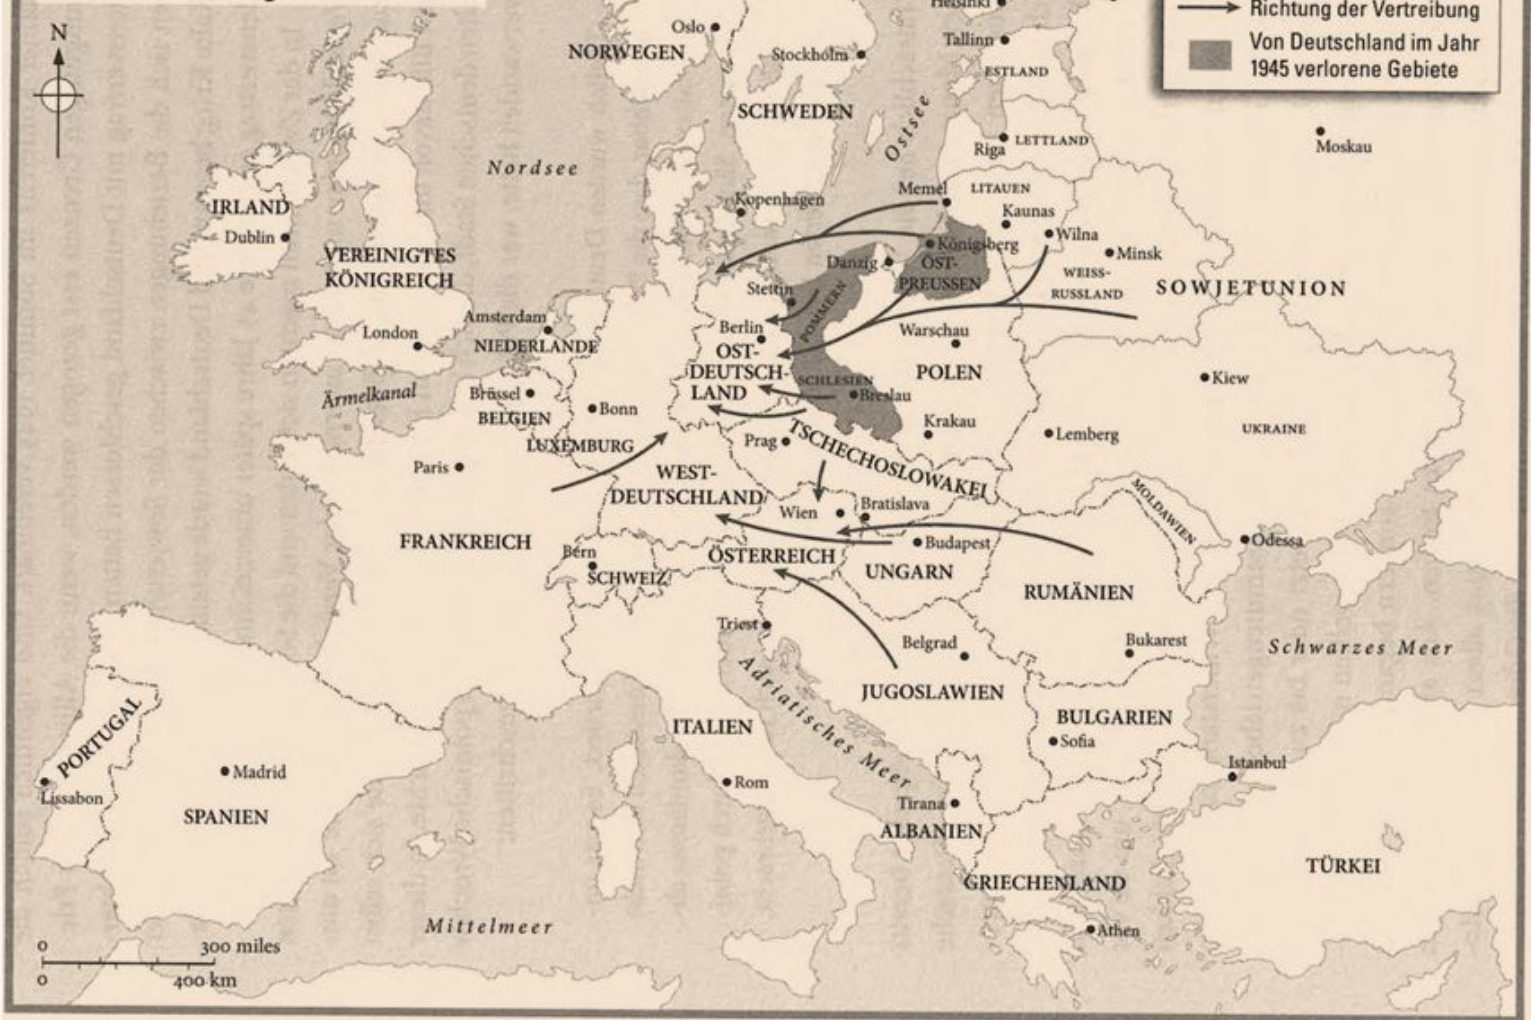 Helsinki
Richtung der Vertreibung
Von Deutschland im Jahr
1945 verlorene Gebiete
N
Oslo
NORWEGEN
Stockholm
SCHWEDEN
Tallinn
ESTLAND
Ostsee
Riga
LETTLAND
Moskau
Nordsee
IRLAND
Dublin
VEREINIGTES
KÖNIGREICH
London
Kopenhagen
Memel
LITAUEN
Kaunas
Wilna
Minsk
WEISS-
RUSSLAND
SOWJETUNION
Königsberg
OST-
PREUSSEN
Danzig
Stettin
POMMERN
Amsterdam
NIEDERLANDE
Berlin
OST-
DEUTSCH-
LAND
Warschau
POLEN
Ärmelkanal
Brüssel
BELGIEN
Bonn
SCHLESIEN
Breslau
Kiew
LUXEMBURG
Prag
TSCHECHOSLOWAKEI
Krakau
Lemberg
UKRAINE
Paris
WEST-
DEUTSCHLAND
Wien
Bratislava
MOLDAWIEN
FRANKREICH
Bern
SCHWEIZ
ÖSTERREICH
Budapest
UNGARN
Odessa
RUMÄNIEN
Triest
Belgrad
Bukarest
Schwarzes Meer
Adriatisches Meer
JUGOSLAWIEN
PORTUGAL
Lissabon
Madrid
SPANIEN
ITALIEN
Rom
BULGARIEN
Sofia
Istanbul
Tirana
ALBANIEN
TÜRKEI
GRIECHENLAND
Athen
Mittelmeer
0 300 miles
0 400 km